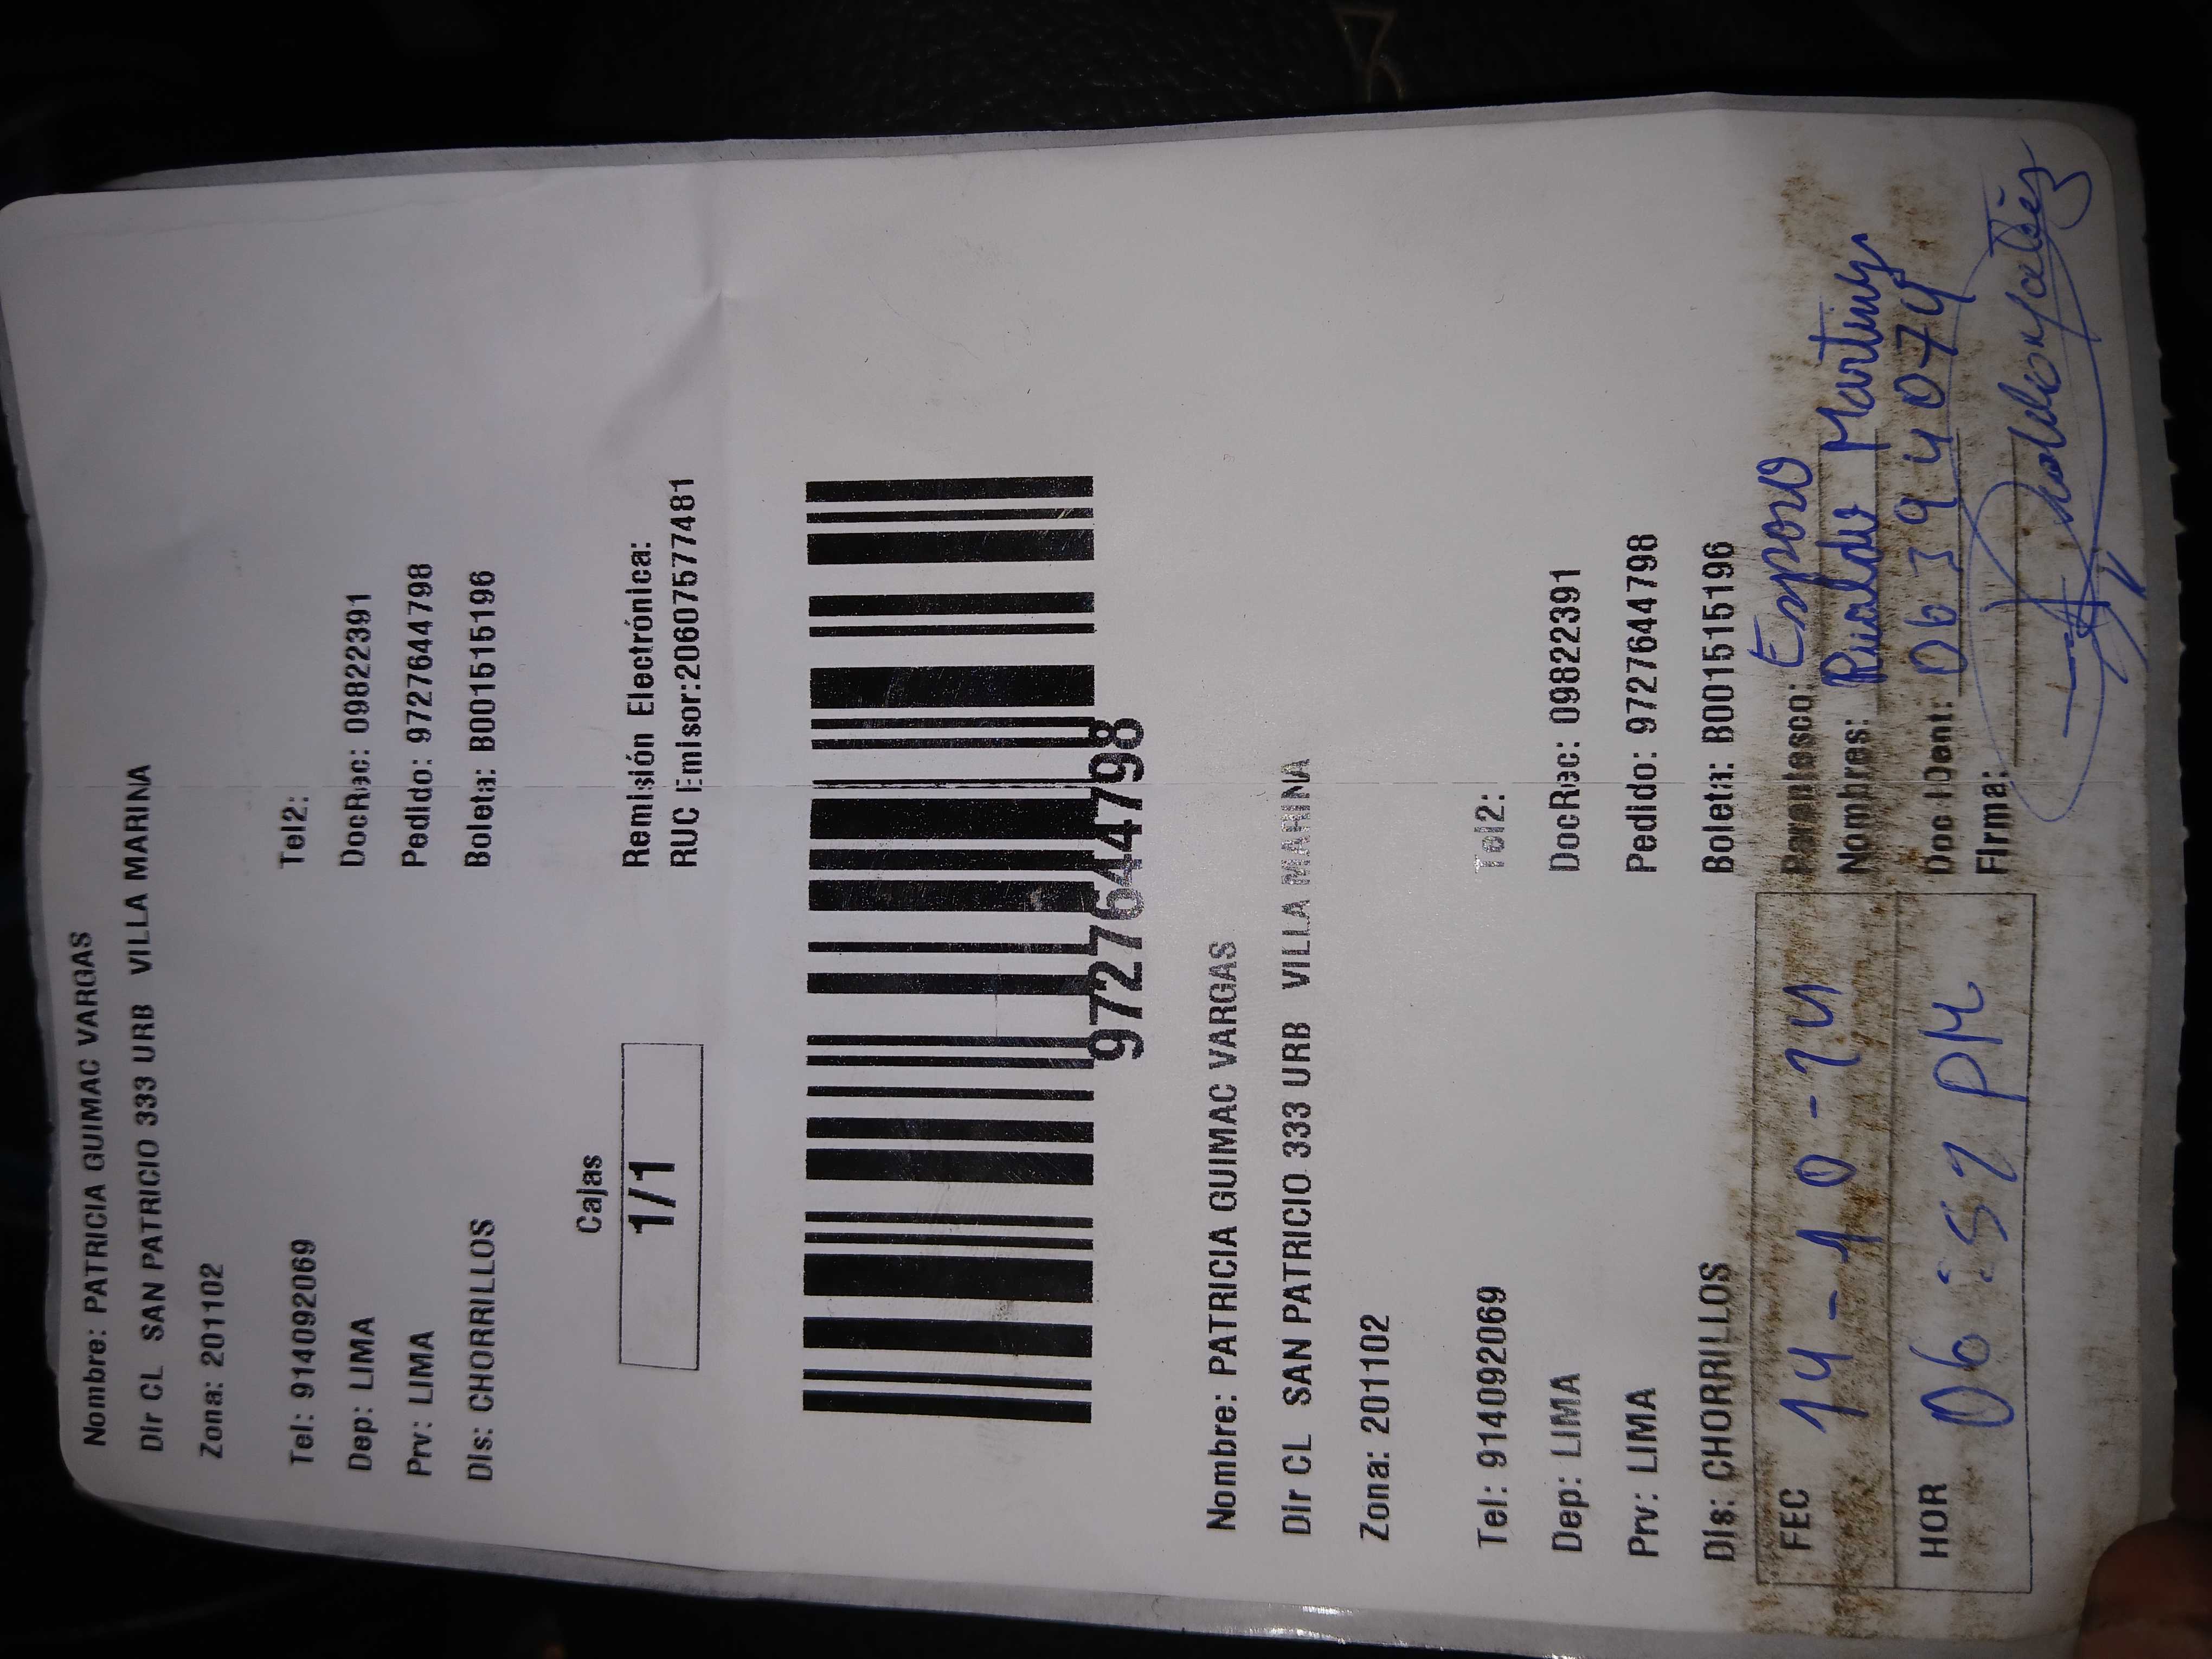 Nombre: PATRICIA GUIMAC VARGAS
Dir CL SAN PATRICIO 333 URB VILLA MARINA
Zona: 201102
Tel: 914092069 Tel2:
Dep: LIMA DocRec: 09822391
Prv: LIMA Pedido: 972764 4798
Dis: CHORRILLOS Boleta: B001515196
Cajas
1/1
Remisión Electrónica:
RUC Emisor:20607577481
9727644798
Nombre: PATRICIA GUIMAC VARGAS
Dir CL SAN PATRICIO 333 URB VILLA MARINA
Zona: 201102
Tel: 914092069 Tel2:
Dep: LIMA DocRec: 09822391
Prv: LIMA Pedido: 9727644798
Dis: CHORRILLOS Boleta: B001515196
FEC 14-10-24 Parentesco: Esposo
Nombres: Martinez
HOR 06:57 PM Doc IDent: 06394074
Firma: